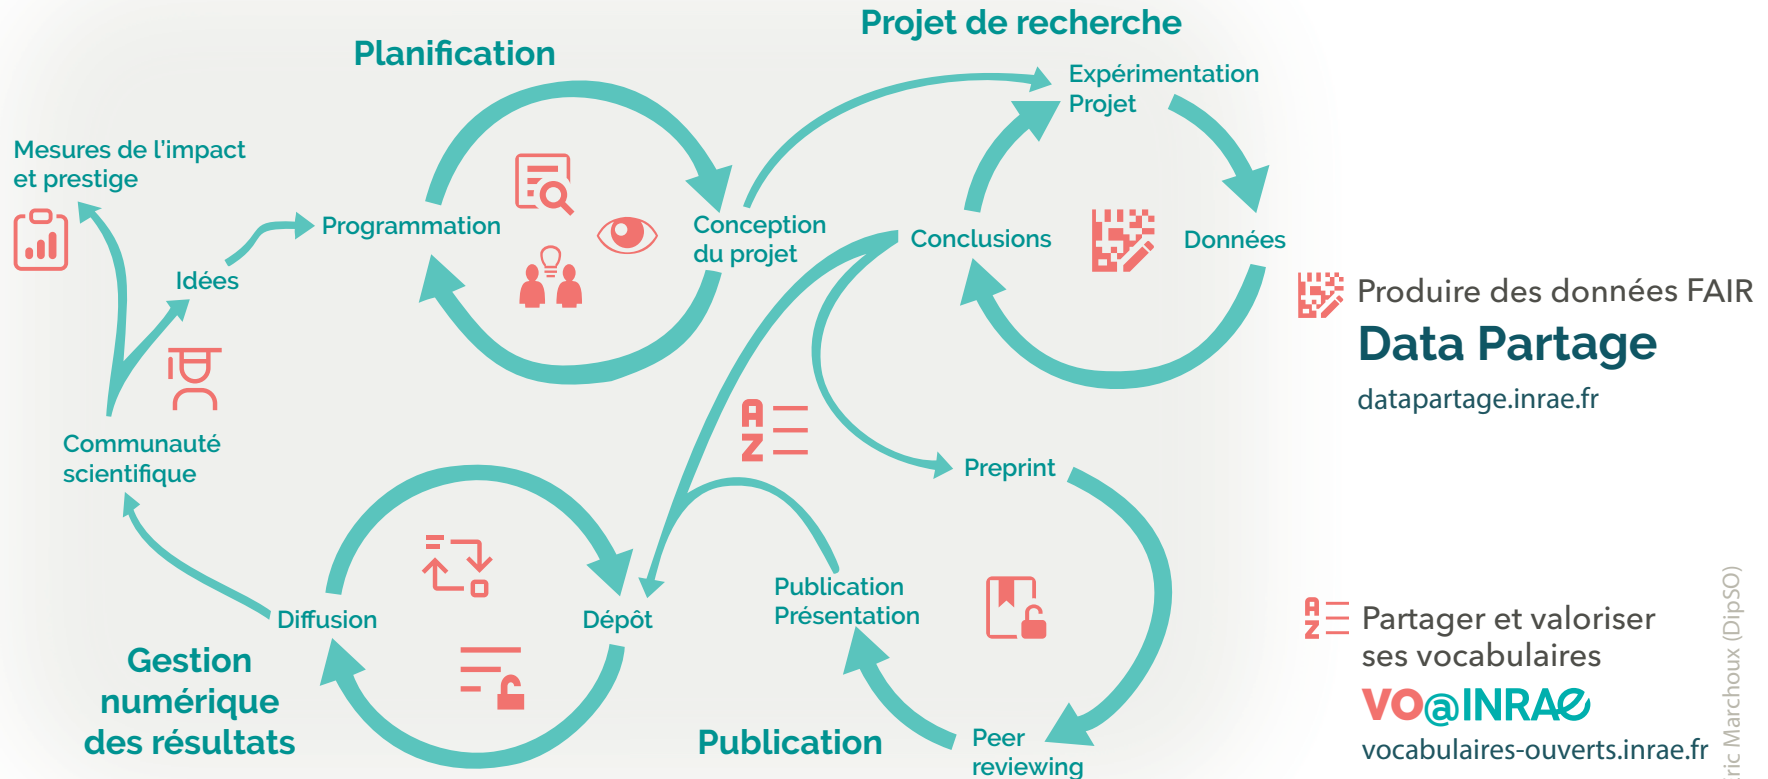 Planification
Projet de recherche
Expérimentation
Projet
Mesures de l'impact
et prestige
Programmation
Conception
du projet
Conclusions
Données
Idées
Produire des données FAIR
Data Partage
datapartage.inrae.fr
A
Z
Communauté
scientifique
Preprint
Diffusion
Dépôt
Publication
Présentation
Gestion
numérique
des résultats
Publication
Peer
reviewing
A
Z
Partager et valoriser
ses vocabulaires
VO@INRAE
vocabulaires-ouverts.inrae.fr
Marchoux (DipSO)